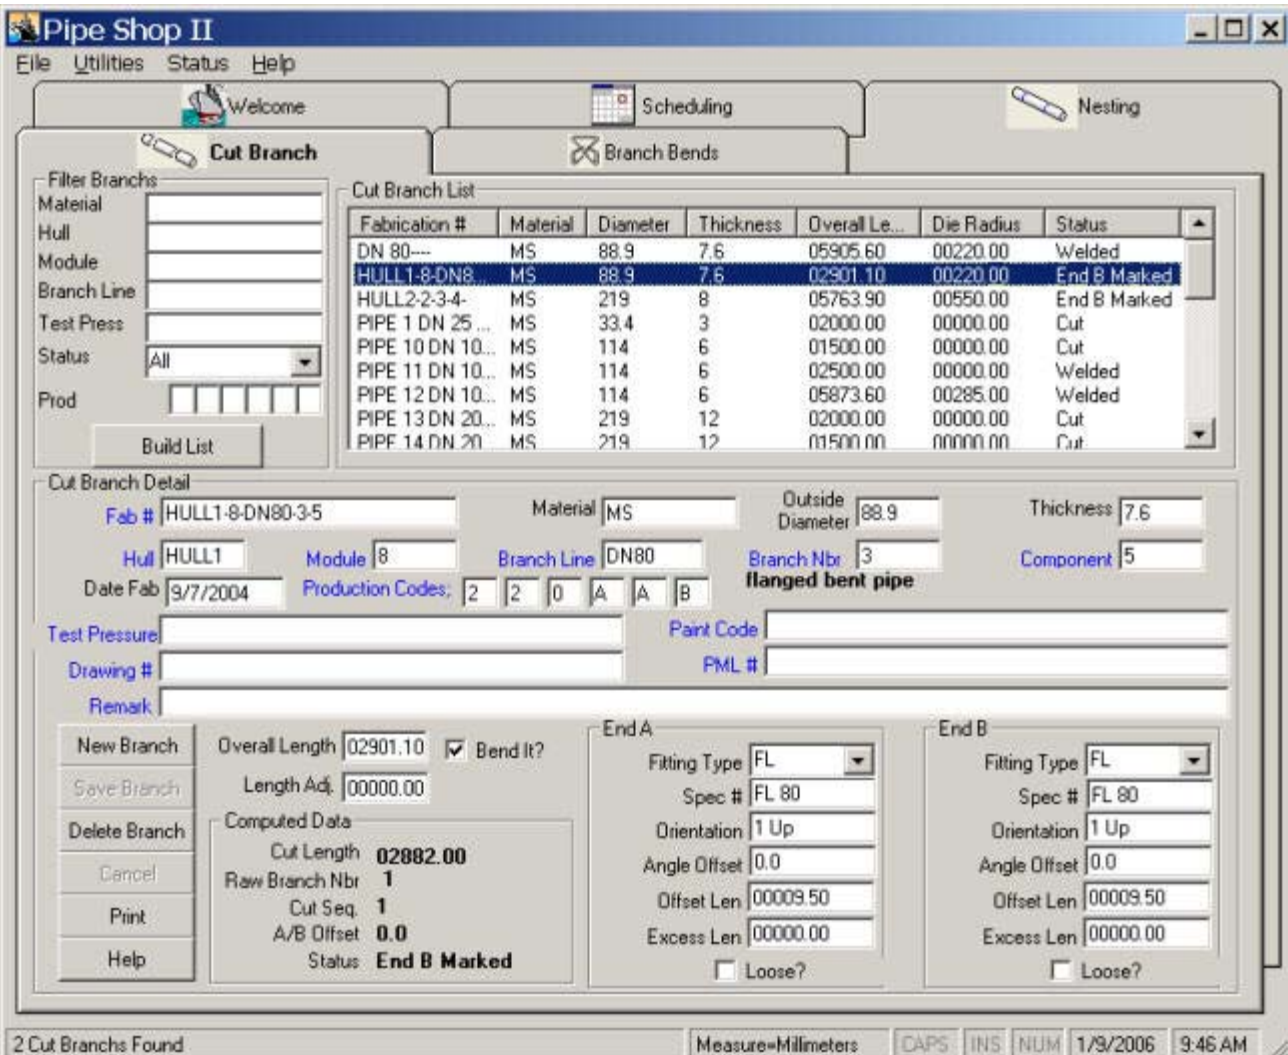 Pipe Shop II
File Utilities Status Help
Welcome Scheduling Nesting
Cut Branch Branch Bends
Filter Branchs
Material
Hull
Module
Branch Line
Test Press
Status All
Prod
Build List
Cut Branch List
Fabrication # Material Diameter Thickness Overall Le... Die Radius Status
DN 80---- MS 88.9 7.6 05905.60 00220.00 Welded
HULL1-8-DN8... MS 88.9 7.6 02901.10 00220.00 End B Marked
HULL2-2-3-4- MS 219 8 05763.90 00550.00 End B Marked
PIPE 1 DN 25 ... MS 33.4 3 02000.00 00000.00 Cut
PIPE 10 DN 10... MS 114 6 01500.00 00000.00 Cut
PIPE 11 DN 10... MS 114 6 02500.00 00000.00 Welded
PIPE 12 DN 10... MS 114 6 05873.60 00285.00 Welded
PIPE 13 DN 20... MS 219 12 02000.00 00000.00 Cut
PIPE 14 DN 20 MS 219 12 01500.00 00000.00 Cut
Cut Branch Detail
Fab # HULL1-8-DN80-3-5 Material MS Outside Diameter 88.9 Thickness 7.6
Hull HULL1 Module 8 Branch Line DN80 Branch Nbr 3 Component 5
flanged bent pipe
Date Fab 9/7/2004 Production Codes; 2 2 0 A A B
Test Pressure Paint Code
Drawing # PML #
Remark
New Branch
Save Branch
Delete Branch
Cancel
Print
Help
Overall Length 02901.10 Bend It?
Length Adj. 00000.00
Computed Data
Cut Length 02882.00
Raw Branch Nbr 1
Cut Seq. 1
A/B Offset 0.0
Status End B Marked
End A
Fitting Type FL
Spec # FL 80
Orientation 1 Up
Angle Offset 0.0
Offset Len 00009.50
Excess Len 00000.00
Loose?
End B
Fitting Type FL
Spec # FL 80
Orientation 1 Up
Angle Offset 0.0
Offset Len 00009.50
Excess Len 00000.00
Loose?
2 Cut Branchs Found Measure=Millimeters CAPS INS NUM 1/9/2006 9:46 AM